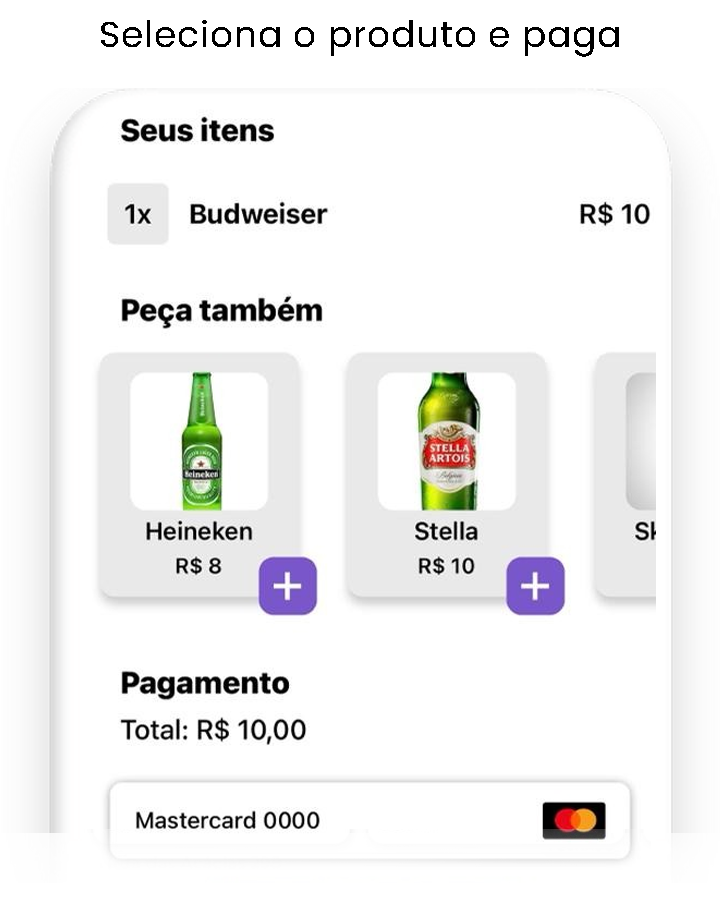 Seleciona o produto e paga
Seus itens
1x Budweiser R$ 10
Peça também
Heineken
STELLA
ARTOIS
Heineken Stella Sk
R$ 8 R$ 10
Pagamento
Total: R$ 10,00
Mastercard 0000